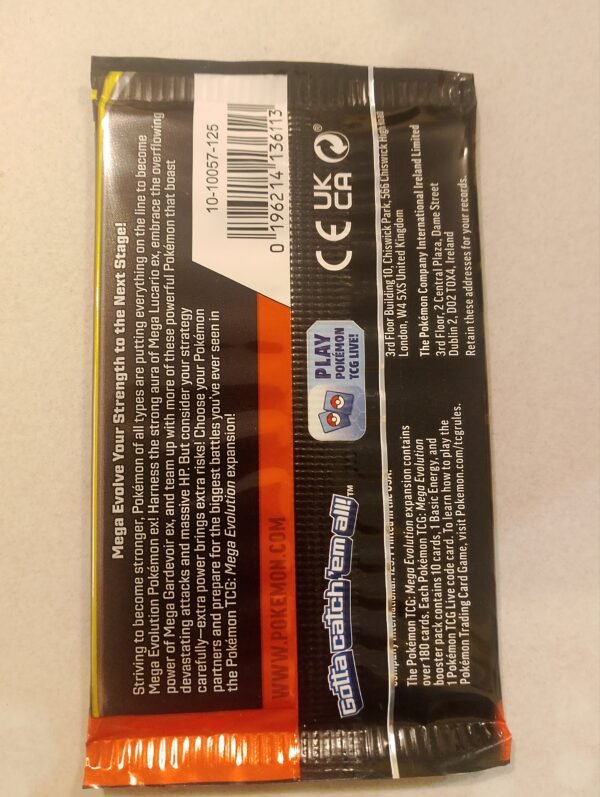 Mega Evolve Your Strength to the Next Stage!
Striving to become stronger, Pokémon of all types are putting everything on the line to become
Mega Evolution Pokémon ex! Harness the strong aura of Mega Lucario ex, embrace the overflowing
power of Mega Gardevoir ex, and team up with more of these powerful Pokémon that boast
devastating attacks and massive HP. But consider your strategy
carefully—extra power brings extra risks! Choose your Pokémon
partners and prepare for the biggest battles you've ever seen in
the Pokémon TCG: Mega Evolution expansion!
10-10057-125
0 196214 136113
WWW.POKEMON.COM
Gotta catch 'em all!™
PLAY
POKÉMON
TCG LIVE!
CE UK
CA
®
The Pokémon TCG: Mega Evolution expansion contains
over 180 cards. Each Pokémon TCG: Mega Evolution
booster pack contains 10 cards, 1 Basic Energy, and
1 Pokémon TCG Live code card. To learn how to play the
Pokémon Trading Card Game, visit Pokemon.com/tcgrules.
3rd Floor Building 10, Chiswick Park, 566 Chiswick
London, W4 5XS United Kingdom
The Pokémon Company International Ireland Limited
3rd Floor, 2 Central Plaza, Dame Street
Dublin 2, D02 T0X4, Ireland
Retain these addresses for your records.